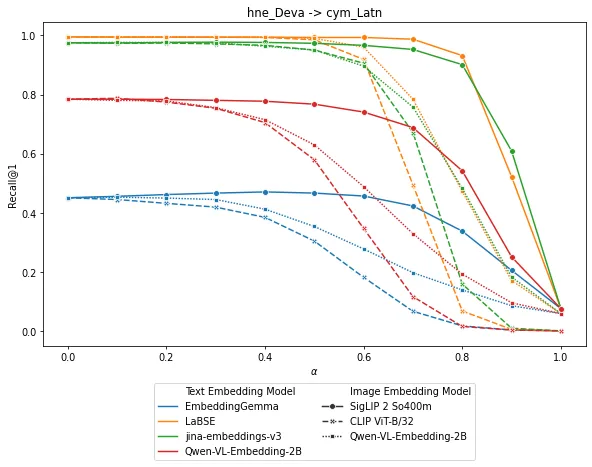 hne_Deva -> cym_Latn
1.0
0.8
0.6
0.4
0.2
0.0
Recall@1
0.0 0.2 0.4 0.6 0.8 1.0
α
Text Embedding Model
EmbeddingGemma
LaBSE
jina-embeddings-v3
Qwen-VL-Embedding-2B
Image Embedding Model
SigLIP 2 So400m
CLIP ViT-B/32
Qwen-VL-Embedding-2B